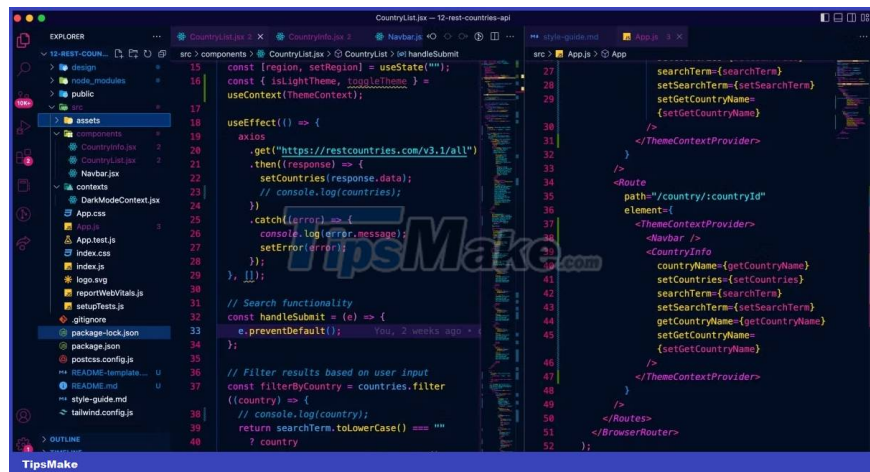 CountryList.jsx — 12-rest-countries-api
EXPLORER
12-REST-COUN...
design
node_modules
public
src
assets
components
CountryInfo.jsx 2
CountryList.jsx 2
Navbar.jsx
contexts
DarkModeContext.jsx
App.css
App.js 3
App.test.js
index.css
index.js
logo.svg
reportWebVitals.js
setupTests.js
.gitignore
package-lock.json
package.json
postcss.config.js
README-template.... U
README.md U
style-guide.md
tailwind.config.js
OUTLINE
10K+
3
CountryList.jsx 2 X CountryInfo.jsx 2 Navbar.js
src > components > CountryList.jsx > CountryList > handleSubmit
15 const [region, setRegion] = useState("");
16 const { isLightTheme, toggleTheme } =
useContext(ThemeContext);
17
18 useEffect(() => {
19 axios
20 .get("https://restcountries.com/v3.1/all")
21 .then((response) => {
22 setCountries(response.data);
23 // console.log(countries);
24 })
25 .catch((error) => {
26 console.log(error.message);
27 setError(error);
28 });
29 }, []);
30
31 // Search functionality
32 const handleSubmit = (e) => {
33 e.preventDefault(); You, 2 weeks ago •
34 };
35
36 // Filter results based on user input
37 const filterByCountry = countries.filter
((country) => {
38 // console.log(country);
39 return searchTerm.toLowerCase() === ""
40 ? country
style-guide.md App.js 3 X
src > App.js > App
27 searchTerm={searchTerm}
28 setSearchTerm={setSearchTerm}
29 setGetCountryName=
{setGetCountryName}
30 />
31 </ThemeContextProvider>
32 }
33 />
34 <Route
35 path="/country/:countryId"
36 element={
37 <ThemeContextProvider>
38 <Navbar />
39 <CountryInfo
40 countryName={getCountryName}
41 setCountries={setCountries}
42 searchTerm={searchTerm}
43 setSearchTerm={setSearchTerm}
44 getCountryName={getCountryName}
45 setGetCountryName=
{setGetCountryName}
46 />
47 </ThemeContextProvider>
48 }
49 />
50 </Routes>
51 </BrowserRouter>
52 );
TipsMake.com
TipsMake